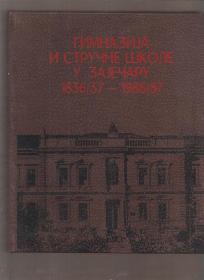 ГИМНАЗИЈА
И СТРУЧНЕ ШКОЛЕ
У ЗАЈЕЧАРУ
1836/37 – 1986/87